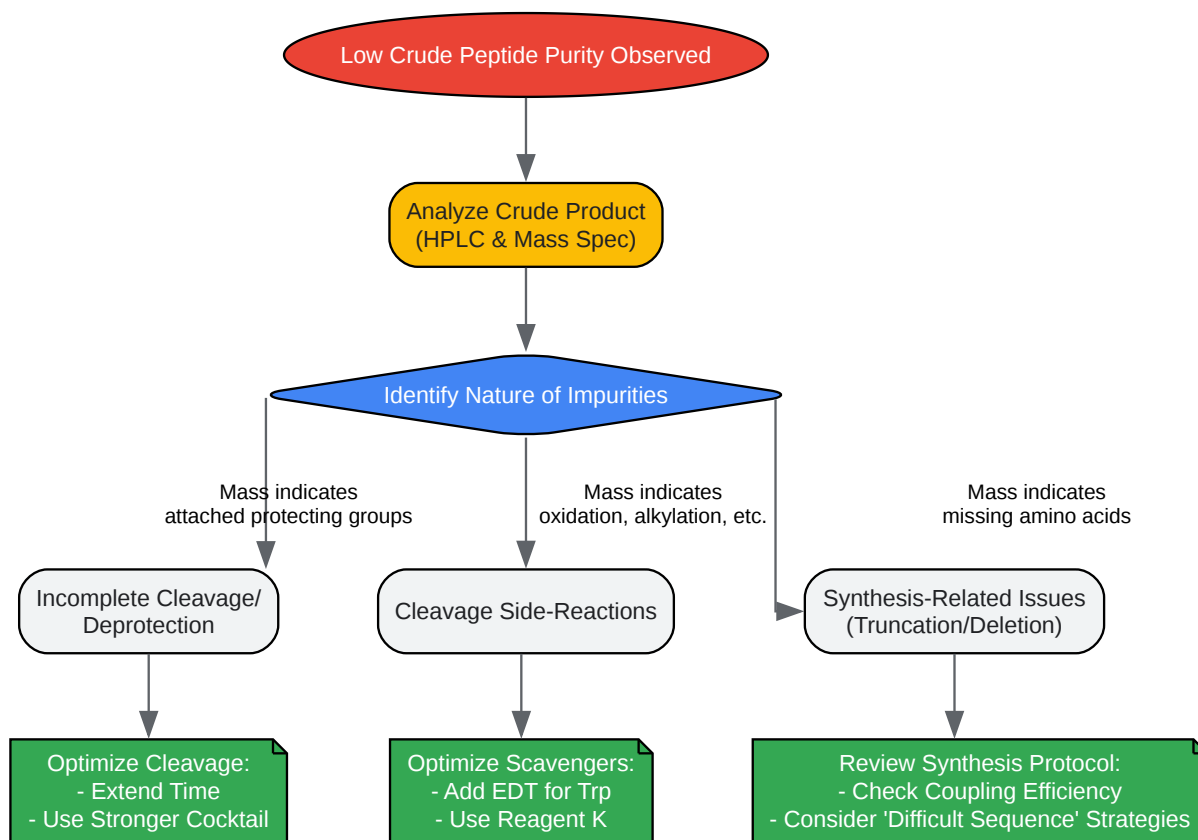 Low Crude Peptide Purity Observed
Analyze Crude Product
(HPLC & Mass Spec)
Identify Nature of Impurities
Mass indicates
attached protecting groups
Mass indicates
oxidation, alkylation, etc.
Mass indicates
missing amino acids
Incomplete Cleavage/
Deprotection
Cleavage Side-Reactions
Synthesis-Related Issues
(Truncation/Deletion)
Optimize Cleavage:
- Extend Time
- Use Stronger Cocktail
Optimize Scavengers:
- Add EDT for Trp
- Use Reagent K
Review Synthesis Protocol:
- Check Coupling Efficiency
- Consider 'Difficult Sequence' Strategies